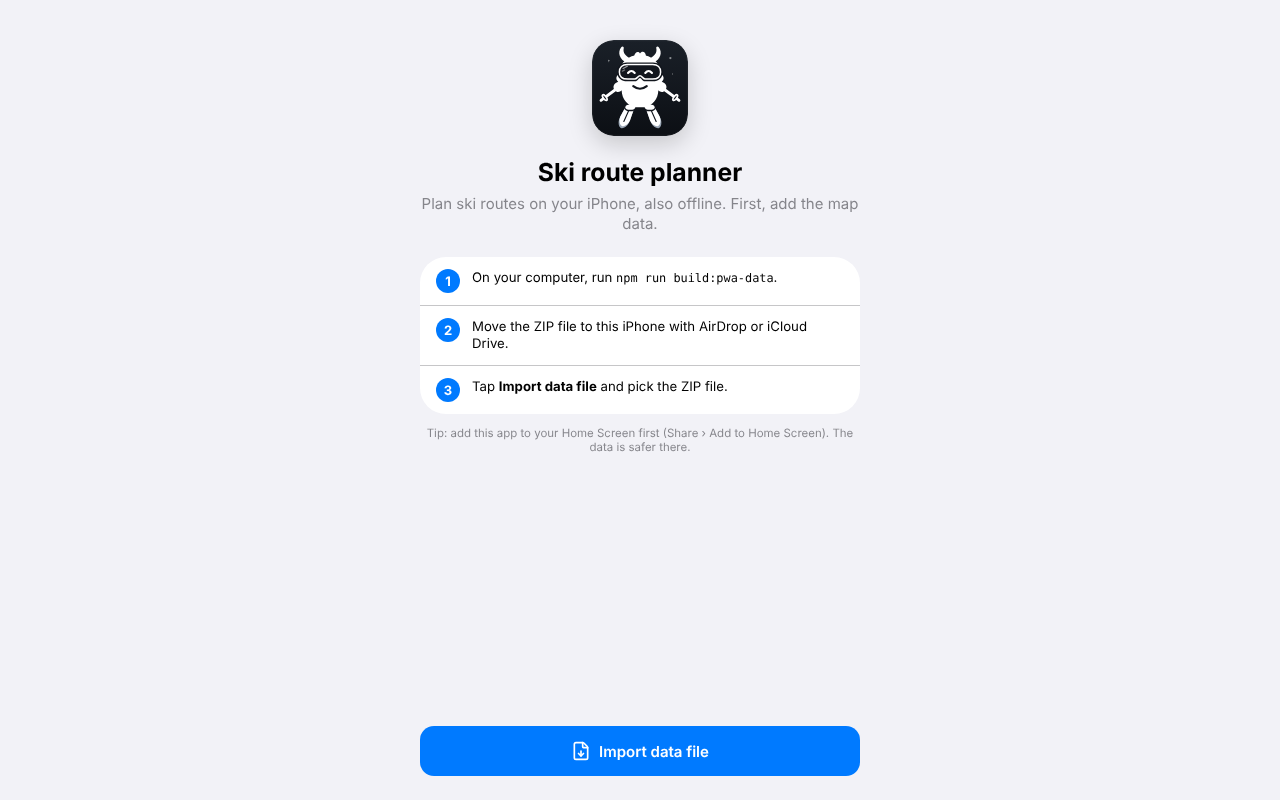 Ski route planner
Plan ski routes on your iPhone, also offline. First, add the map
data.
1 On your computer, run npm run build:pwa-data.
2 Move the ZIP file to this iPhone with AirDrop or iCloud
Drive.
3 Tap Import data file and pick the ZIP file.
Tip: add this app to your Home Screen first (Share › Add to Home Screen). The
data is safer there.
Import data file